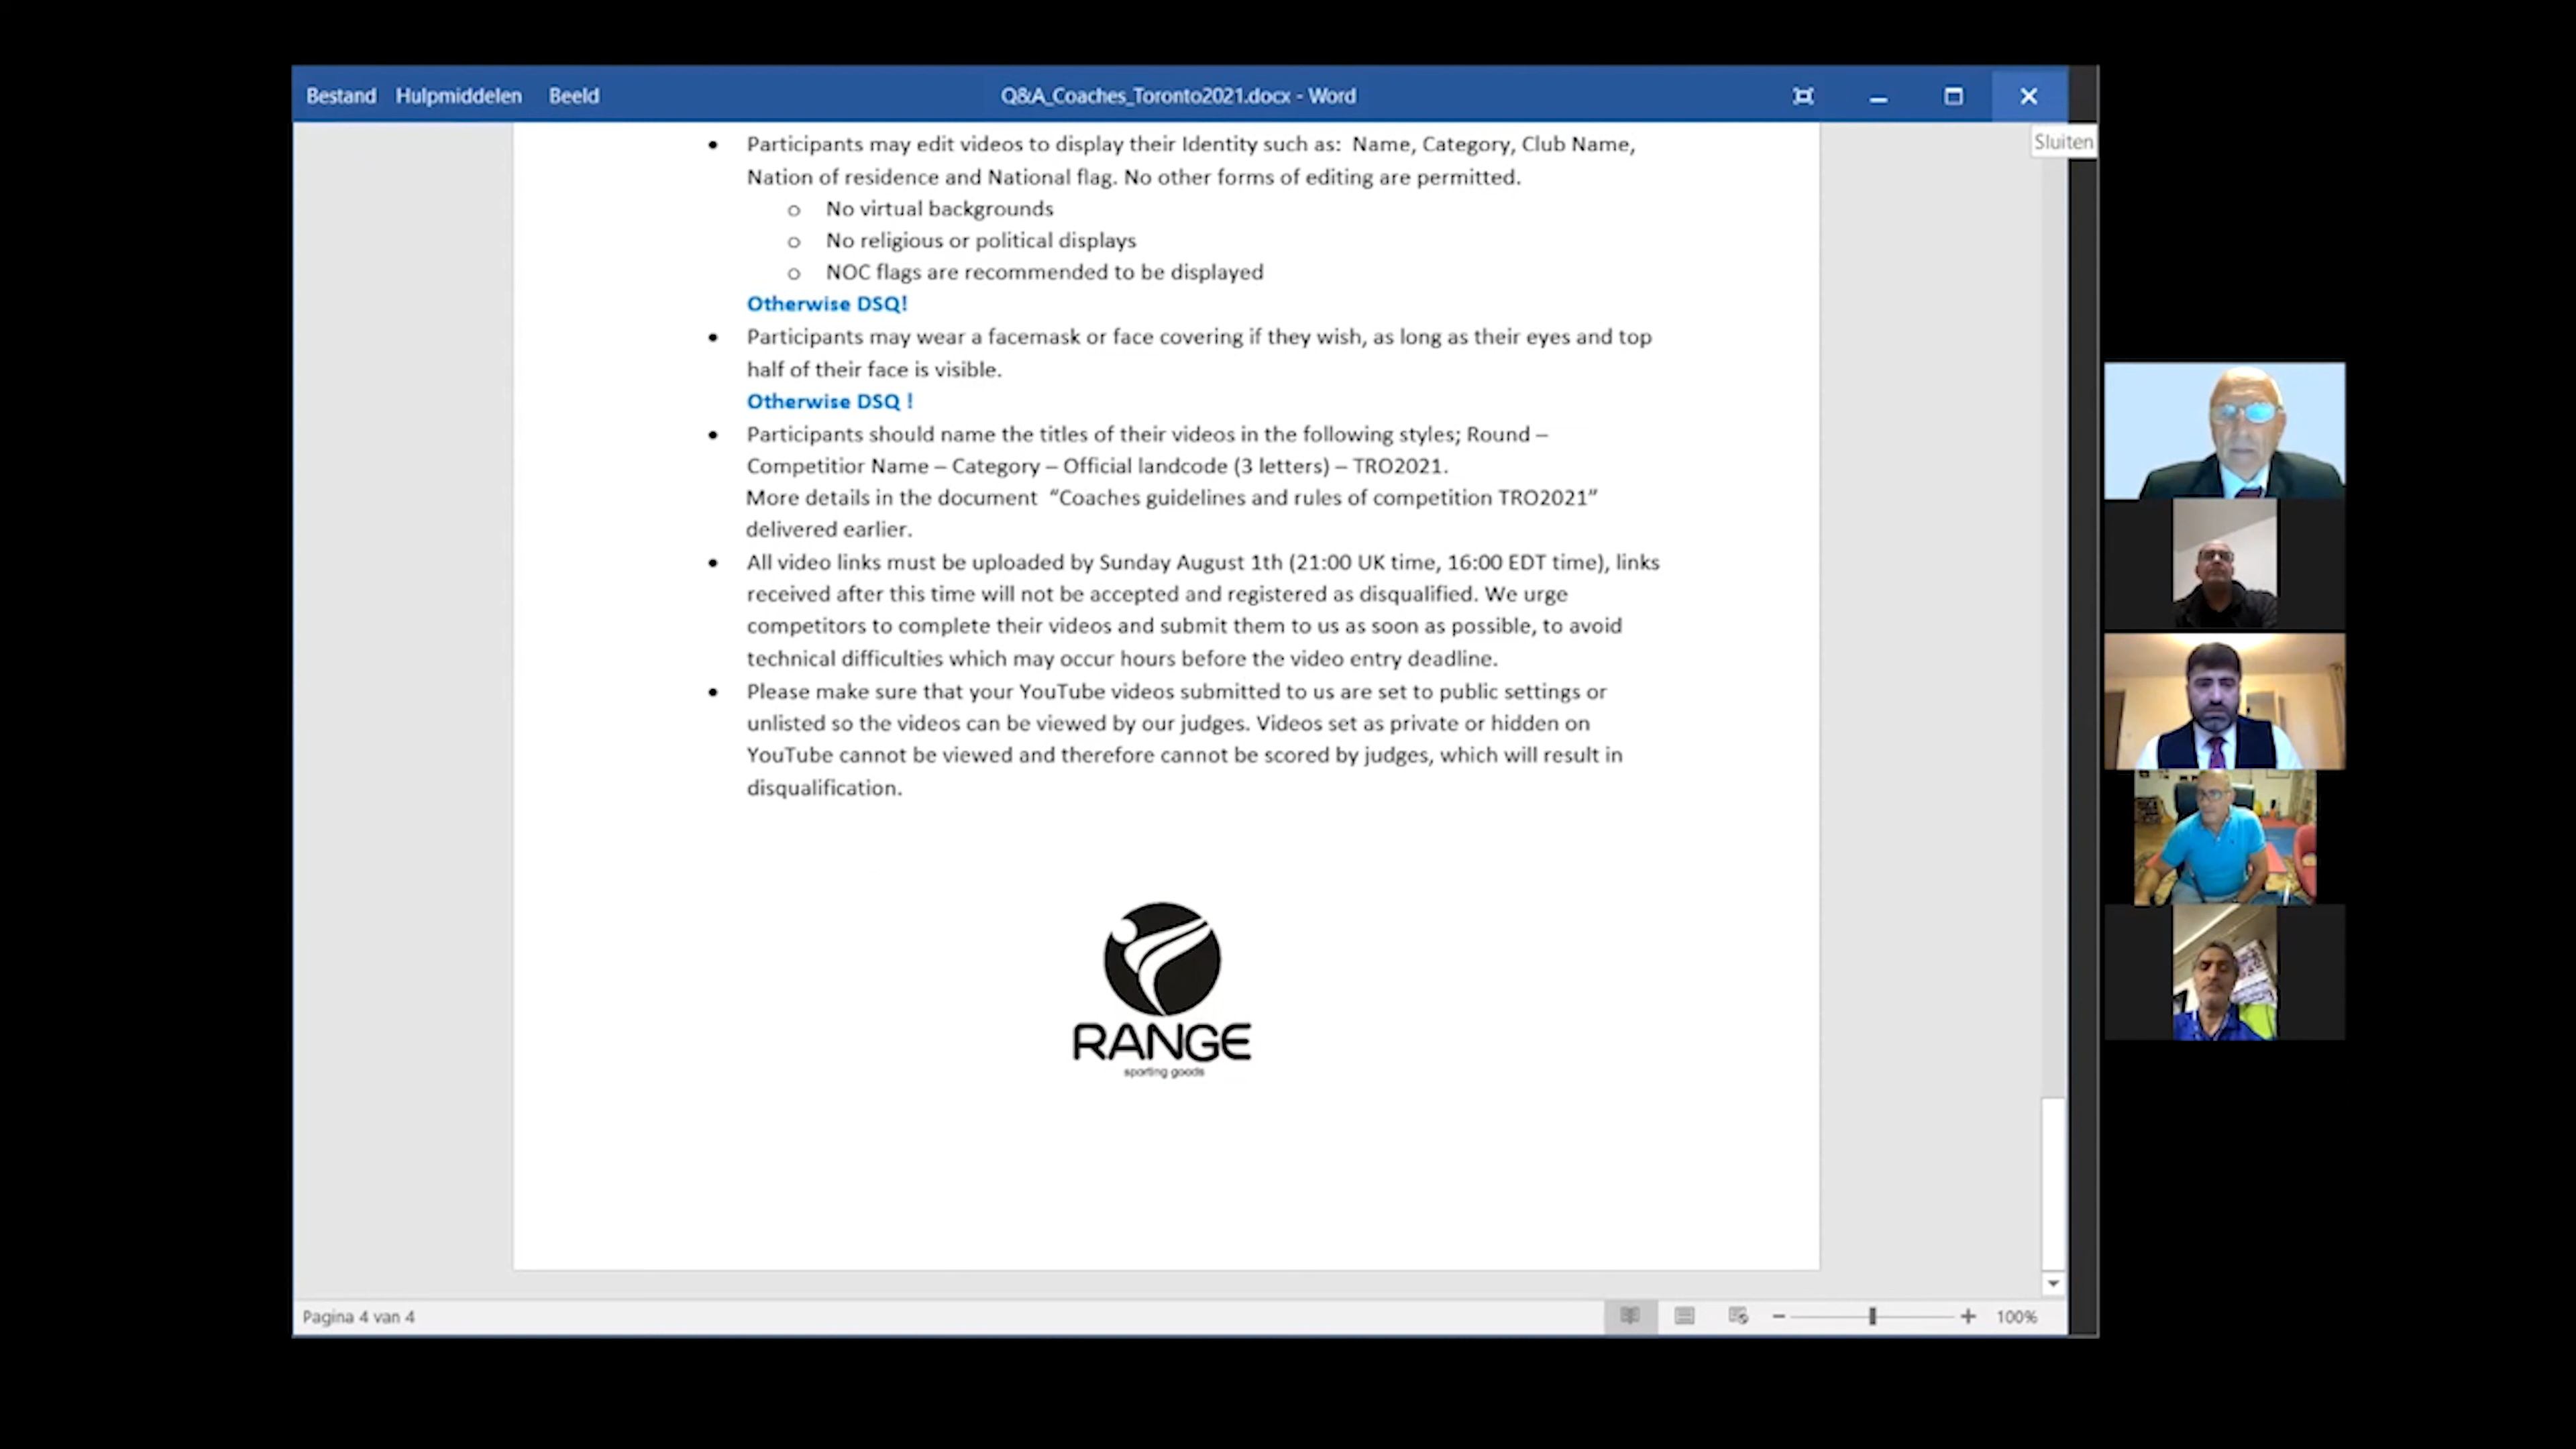 Bestand Hulpmiddelen Beeld Q&A_Coaches_Toronto2021.docx - Word
Sluiten
• Participants may edit videos to display their Identity such as: Name, Category, Club Name,
Nation of residence and National flag. No other forms of editing are permitted.
o No virtual backgrounds
o No religious or political displays
o NOC flags are recommended to be displayed
Otherwise DSQ!
• Participants may wear a facemask or face covering if they wish, as long as their eyes and top
half of their face is visible.
Otherwise DSQ !
• Participants should name the titles of their videos in the following styles; Round –
Competitior Name – Category – Official landcode (3 letters) – TRO2021.
More details in the document “Coaches guidelines and rules of competition TRO2021”
delivered earlier.
• All video links must be uploaded by Sunday August 1th (21:00 UK time, 16:00 EDT time), links
received after this time will not be accepted and registered as disqualified. We urge
competitors to complete their videos and submit them to us as soon as possible, to avoid
technical difficulties which may occur hours before the video entry deadline.
• Please make sure that your YouTube videos submitted to us are set to public settings or
unlisted so the videos can be viewed by our judges. Videos set as private or hidden on
YouTube cannot be viewed and therefore cannot be scored by judges, which will result in
disqualification.
RANGE
sporting goods
Pagina 4 van 4 100%